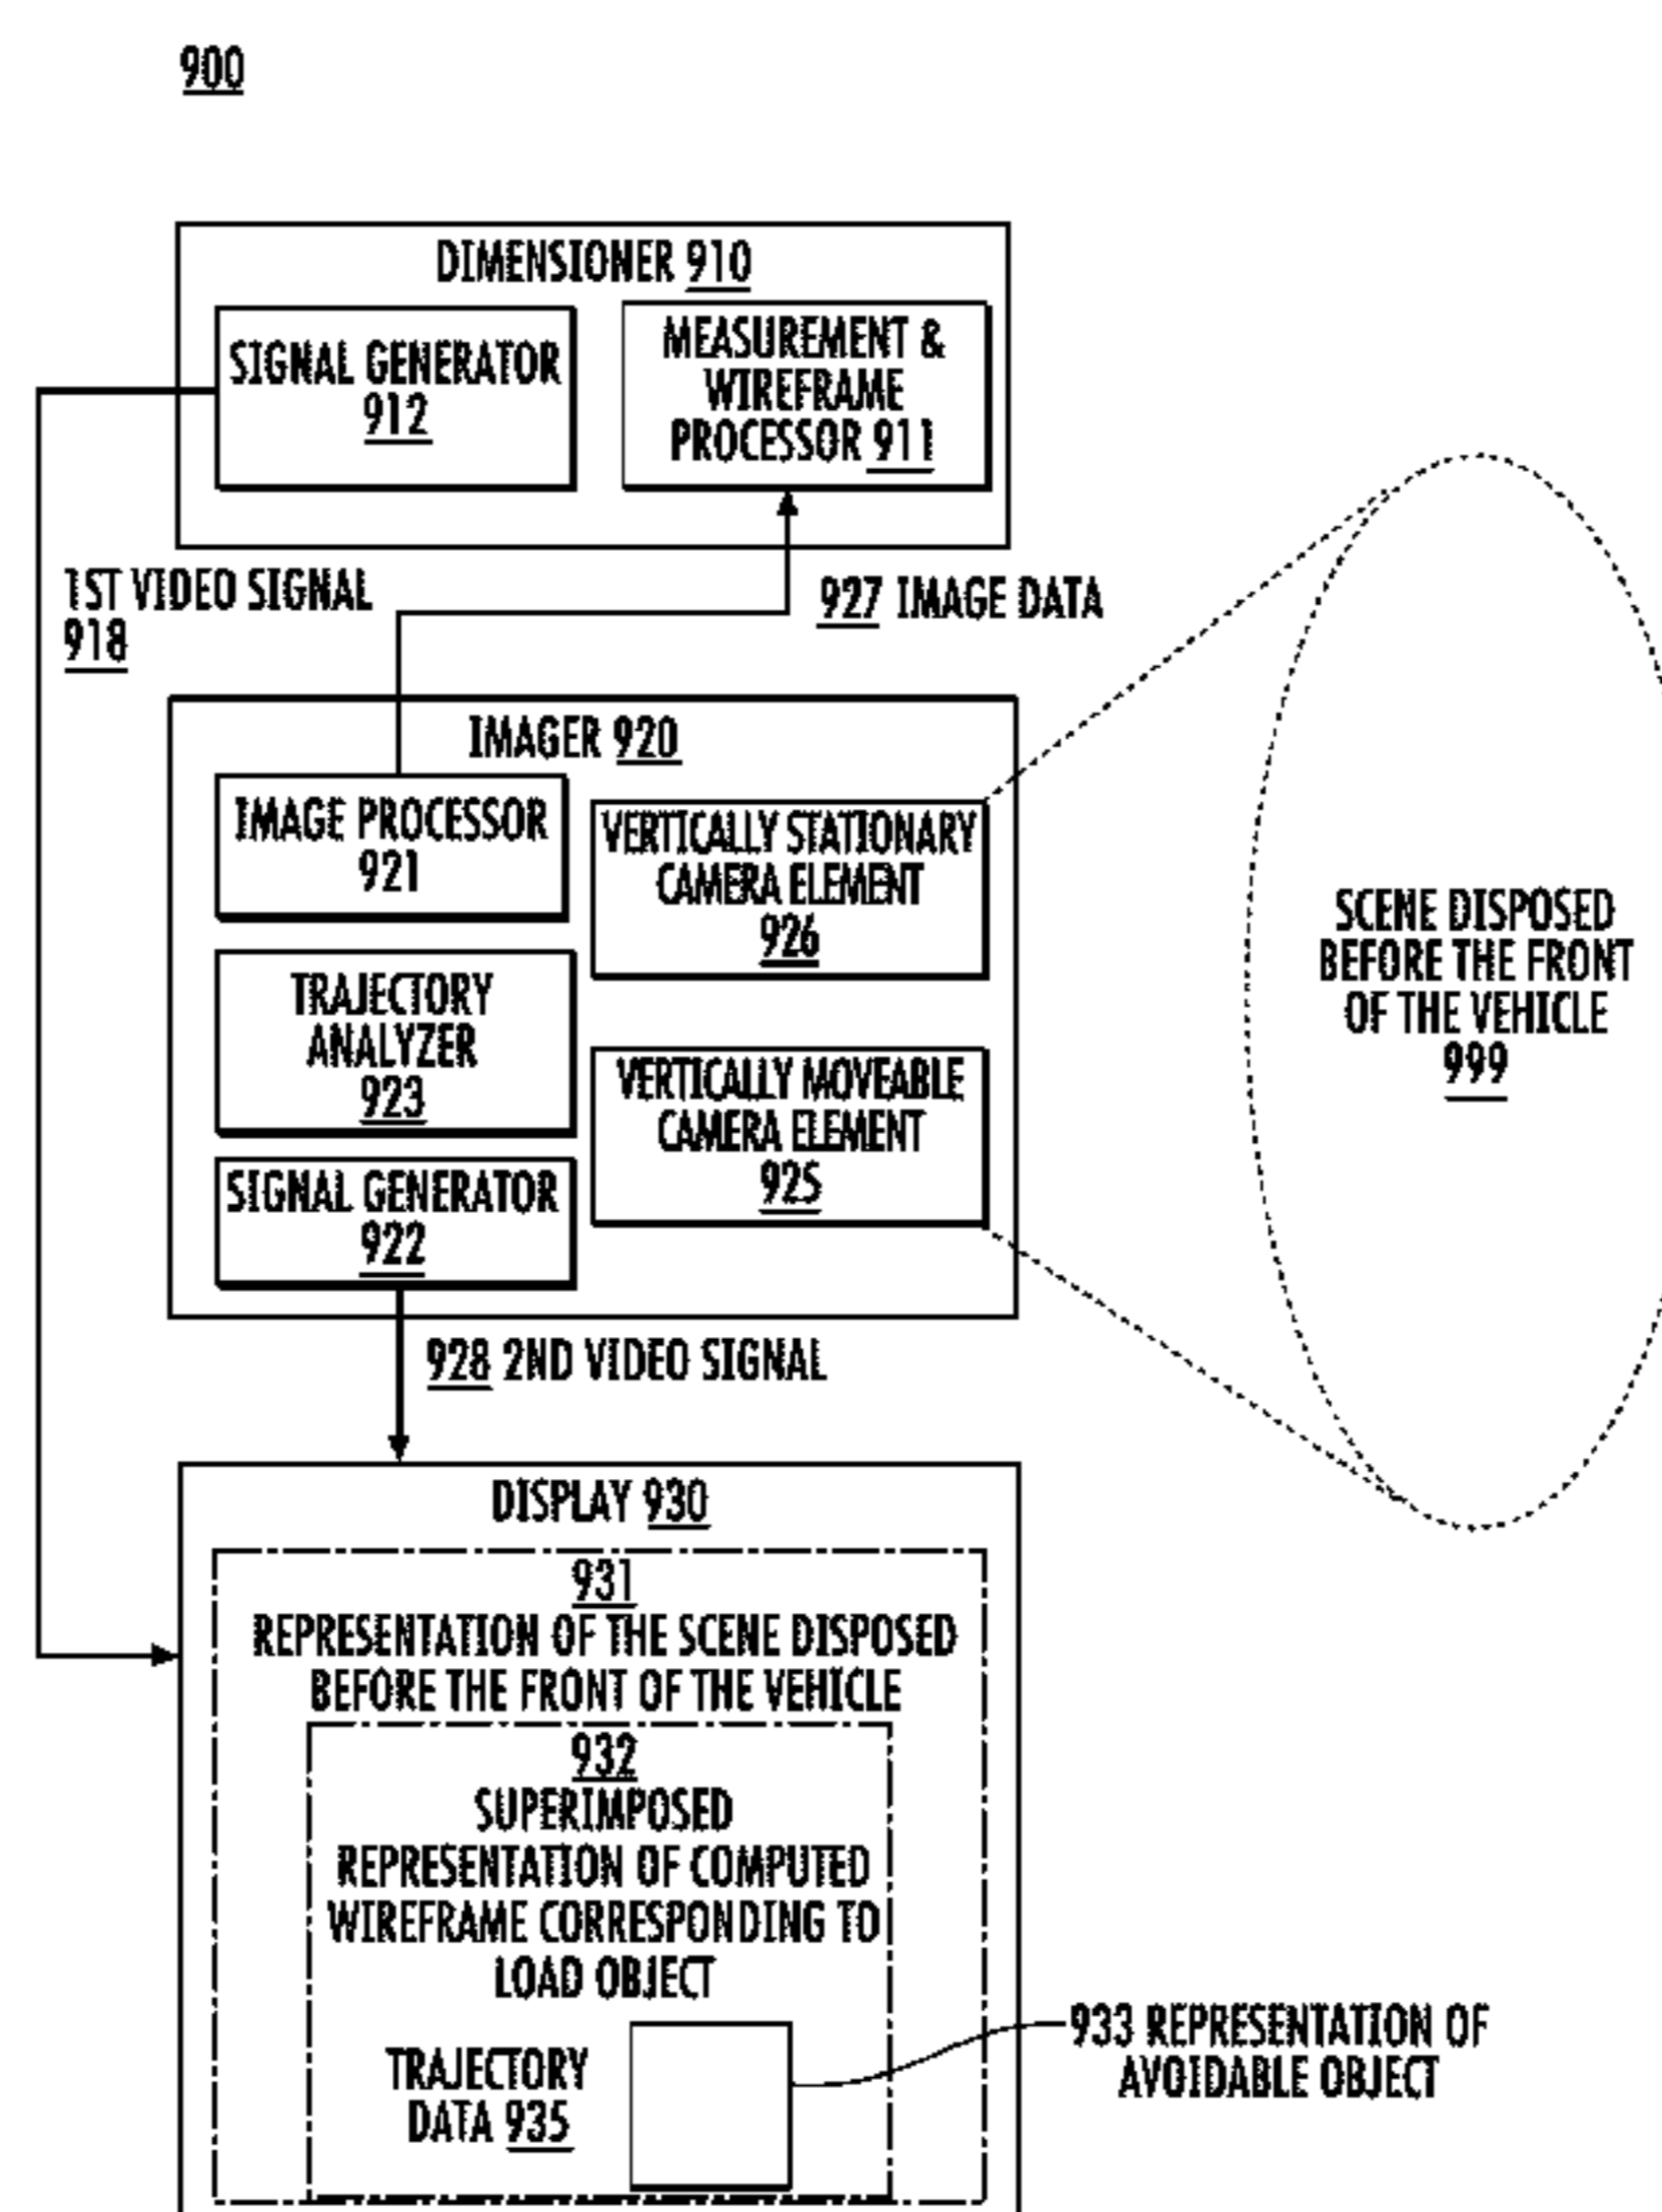 900
DIMENSIONER 910
SIGNAL GENERATOR
912
MEASUREMENT &
WIREFRAME
PROCESSOR 911
1ST VIDEO SIGNAL
918
927 IMAGE DATA
IMAGER 920
IMAGE PROCESSOR
921
VERTICALLY STATIONARY
CAMERA ELEMENT
926
TRAJECTORY
ANALYZER
923
VERTICALLY MOVEABLE
CAMERA ELEMENT
925
SIGNAL GENERATOR
922
SCENE DISPOSED
BEFORE THE FRONT
OF THE VEHICLE
999
928 2ND VIDEO SIGNAL
DISPLAY 930
931
REPRESENTATION OF THE SCENE DISPOSED
BEFORE THE FRONT OF THE VEHICLE
932
SUPERIMPOSED
REPRESENTATION OF COMPUTED
WIREFRAME CORRESPONDING TO
LOAD OBJECT
TRAJECTORY
DATA 935
933 REPRESENTATION OF
AVOIDABLE OBJECT